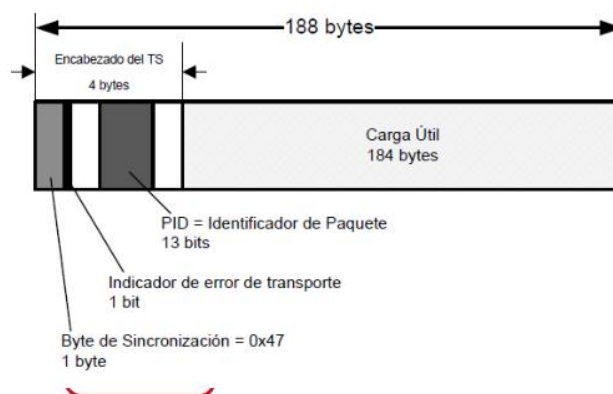 188 bytes
Encabezado del TS
4 bytes
Carga Útil
184 bytes
PID = Identificador de Paquete
13 bits
Indicador de error de transporte
1 bit
Byte de Sincronización = 0x47
1 byte